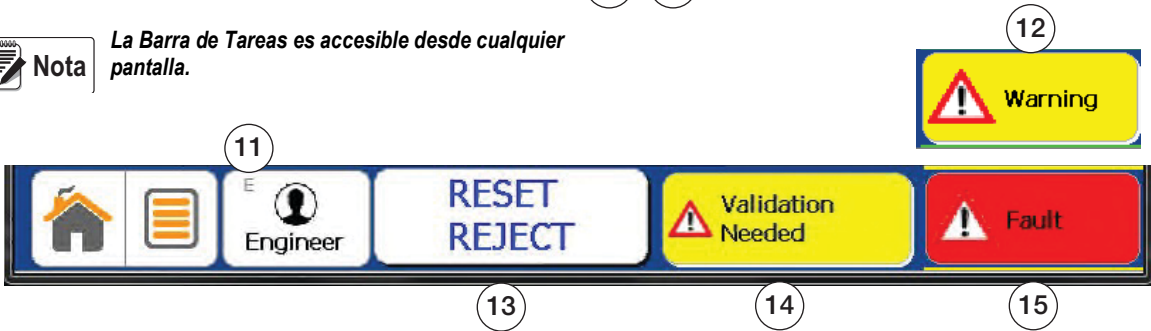 12
La Barra de Tareas es accesible desde cualquier
Nota
pantalla.
Warning
11
E
Engineer
RESET
REJECT
Validation
Needed
Fault
13
14
15